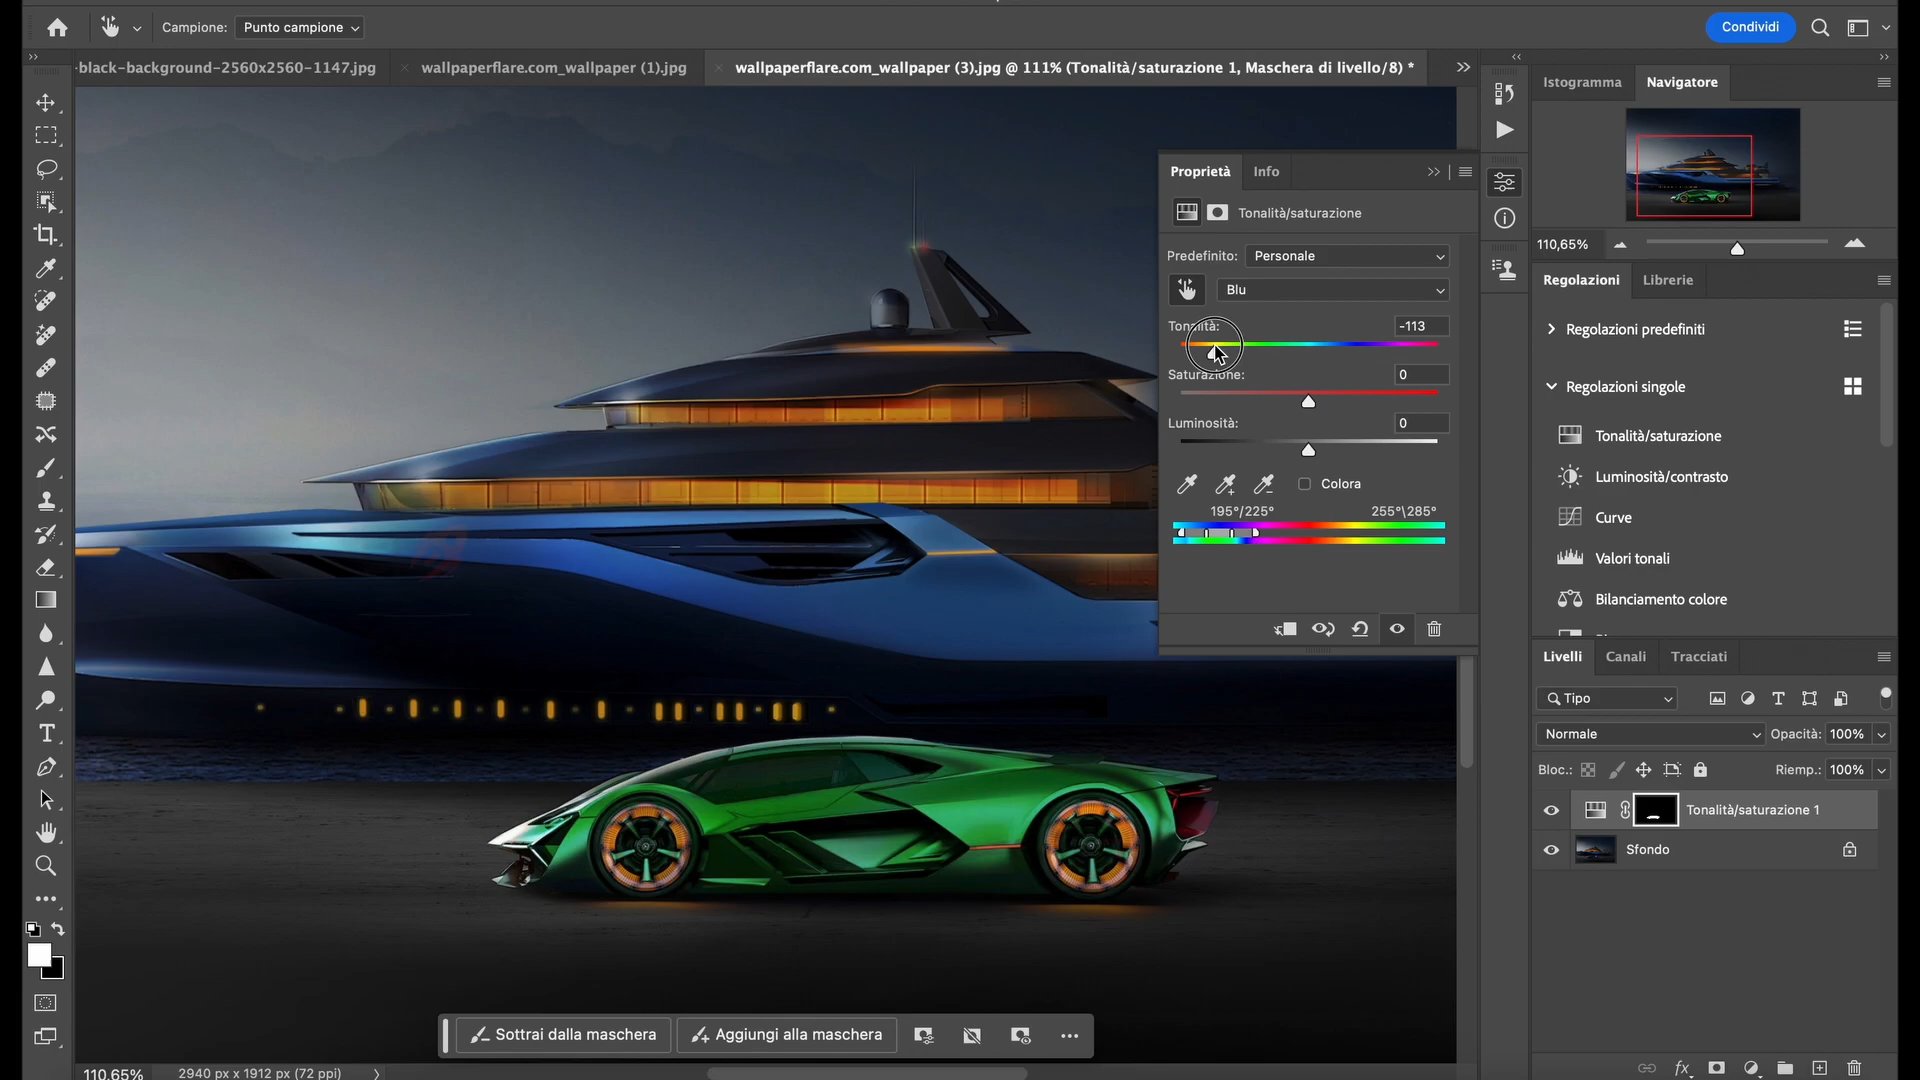 Campione: Punto campione
Condividi
-black-background-2560x2560-1147.jpg
wallpaperflare.com_wallpaper (1).jpg
wallpaperflare.com_wallpaper (3).jpg @ 111% (Tonalità/saturazione 1, Maschera di livello/8) *
Istogramma
Navigatore
110,65%
Proprietà
Info
Tonalità/saturazione
Predefinito: Personale
Blu
Tonalità: -113
Saturazione: 0
Luminosità: 0
Colora
195°/225°
255°\285°
Regolazioni
Librerie
Regolazioni predefiniti
Regolazioni singole
Tonalità/saturazione
Luminosità/contrasto
Curve
Valori tonali
Bilanciamento colore
Livelli
Canali
Tracciati
Tipo
Normale
Opacità: 100%
Bloc.:
Riemp.: 100%
Tonalità/saturazione 1
Sfondo
Sottrai dalla maschera
Aggiungi alla maschera
110,65%
2940 px x 1912 px (72 ppi)